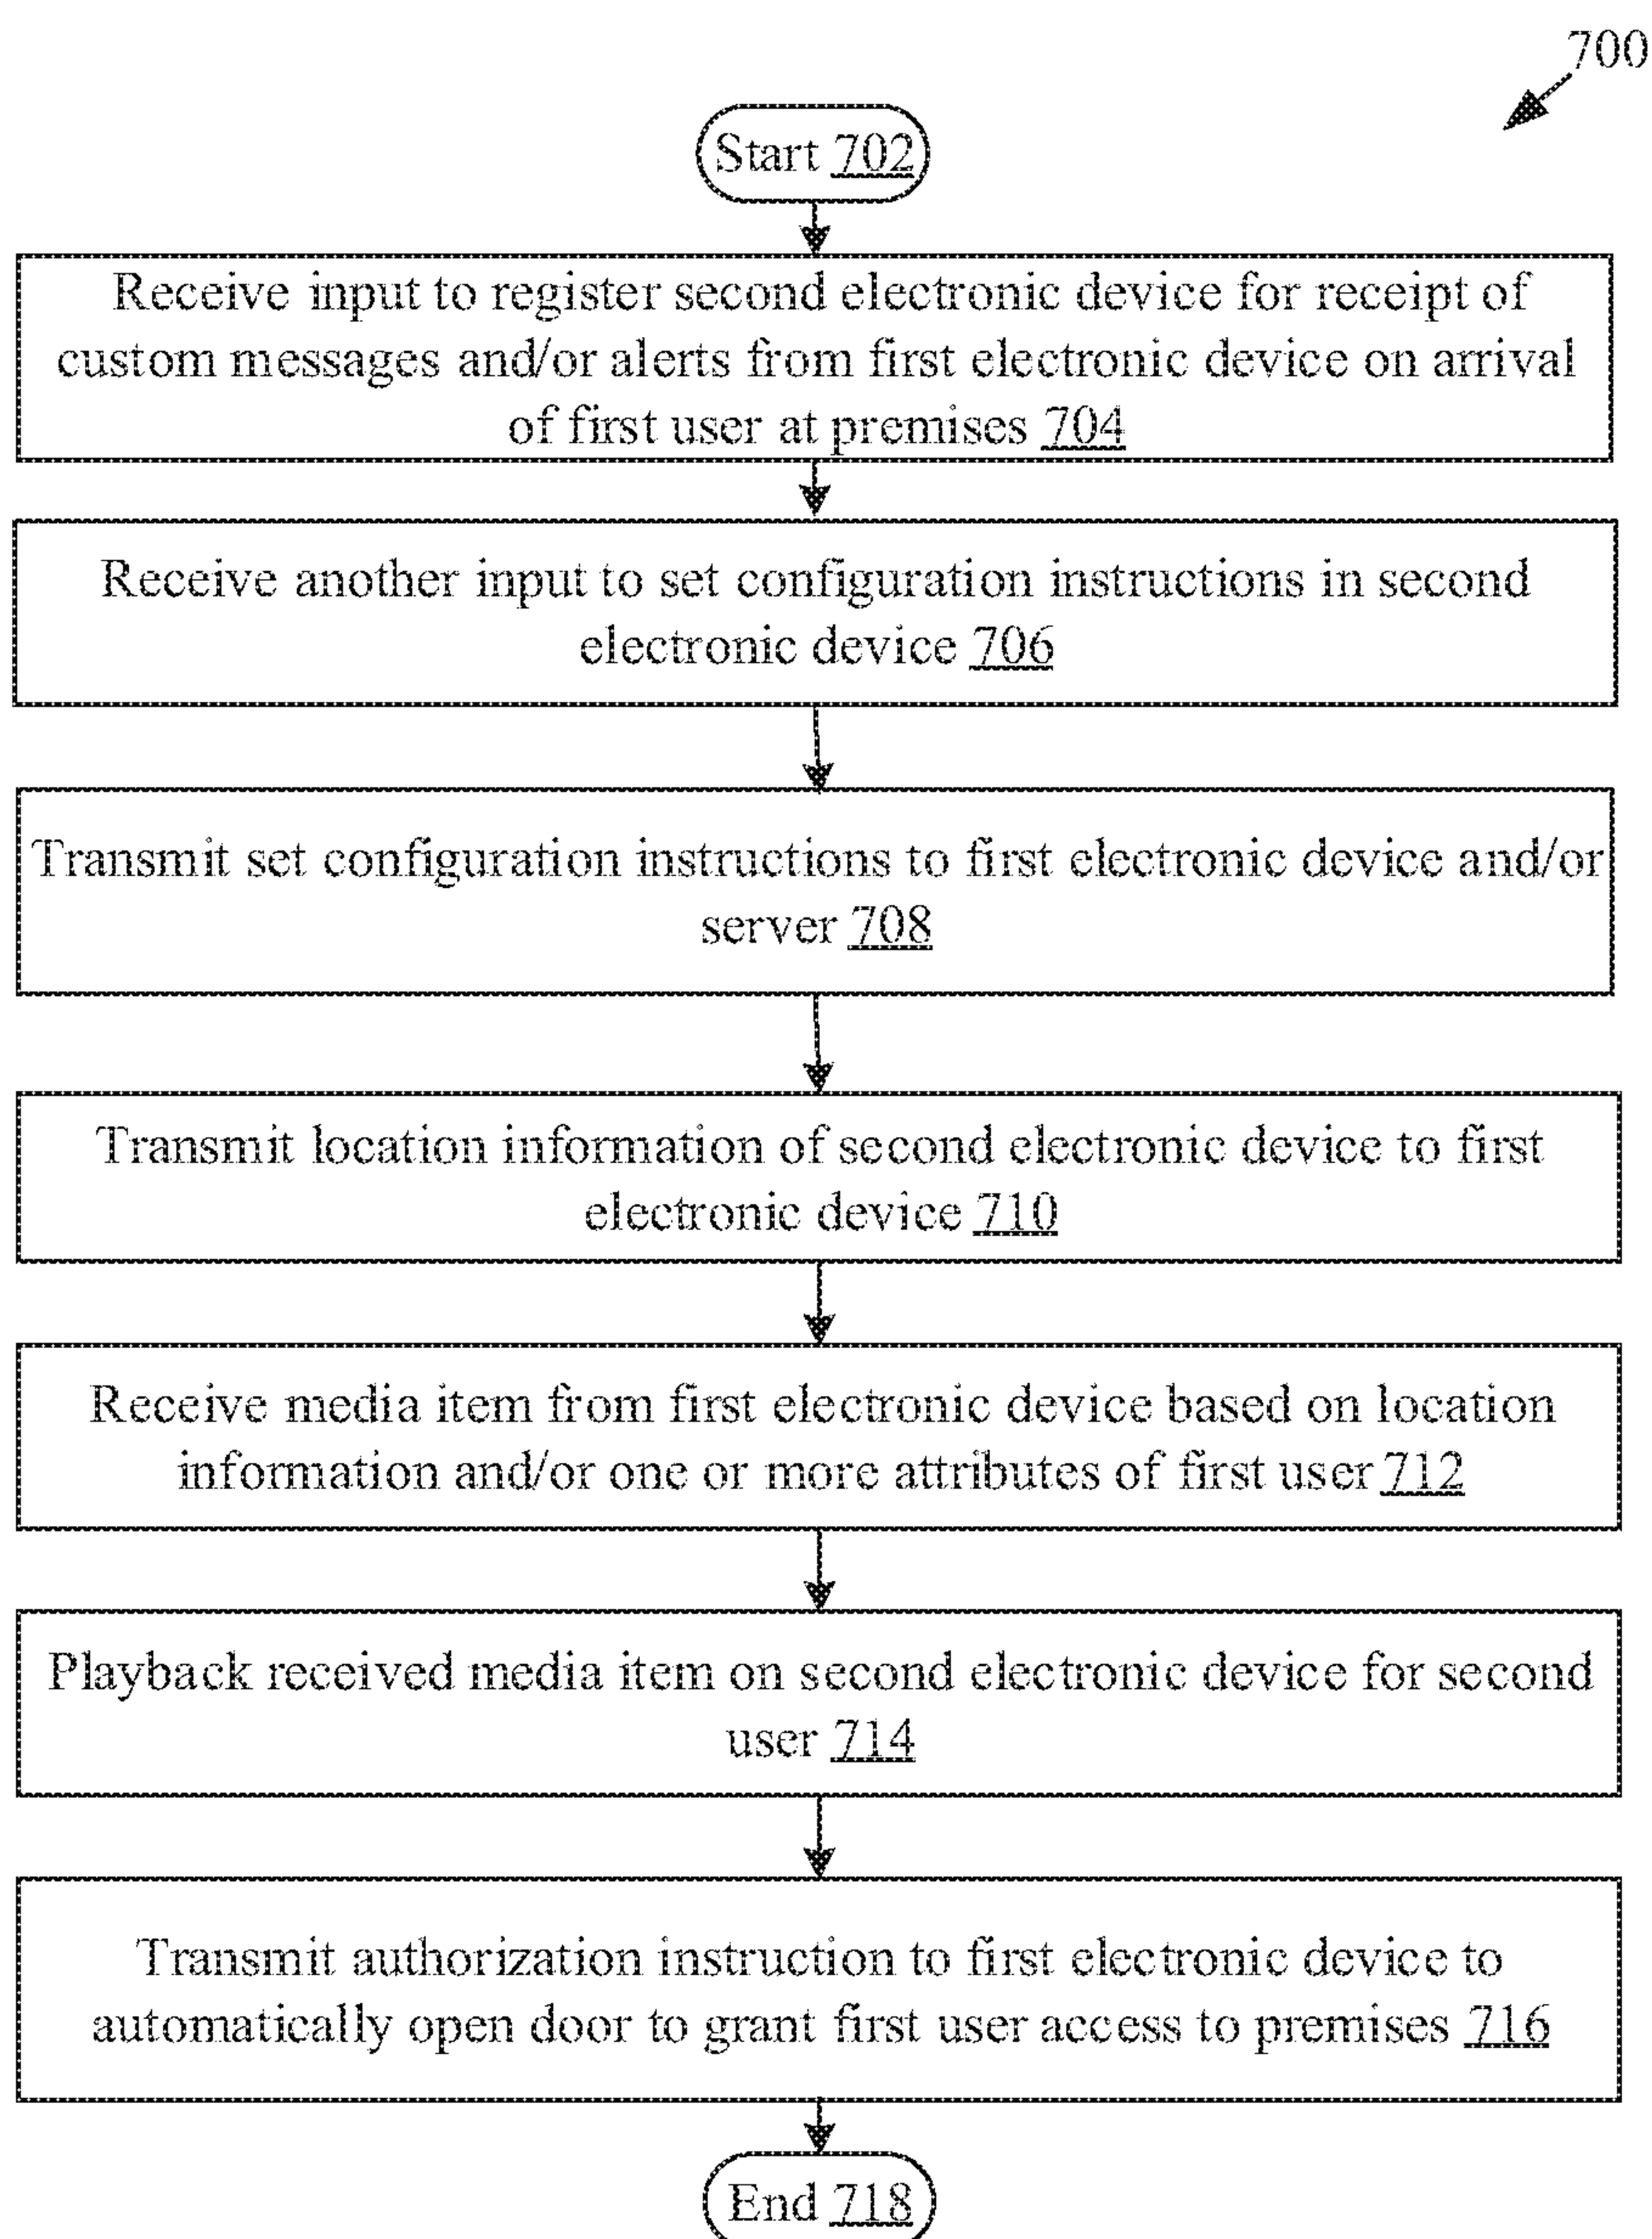 700
Start 702
Receive input to register second electronic device for receipt of
custom messages and/or alerts from first electronic device on arrival
of first user at premises 704
Receive another input to set configuration instructions in second
electronic device 706
Transmit set configuration instructions to first electronic device and/or
server 708
Transmit location information of second electronic device to first
electronic device 710
Receive media item from first electronic device based on location
information and/or one or more attributes of first user 712
Playback received media item on second electronic device for second
user 714
Transmit authorization instruction to first electronic device to
automatically open door to grant first user access to premises 716
End 718